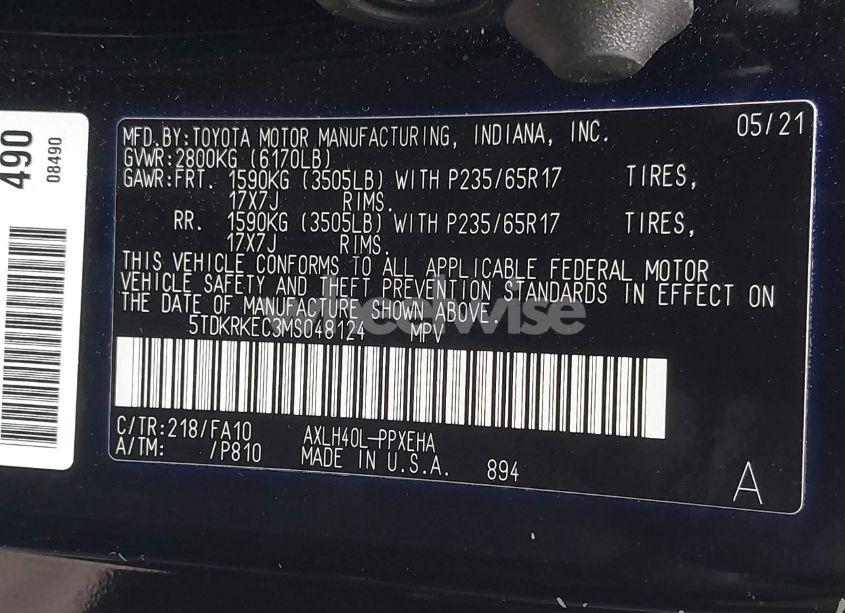 490
08490
MFD.BY:TOYOTA MOTOR MANUFACTURING, INDIANA, INC. 05/21
GVWR:2800KG (6170LB)
GAWR:FRT. 1590KG (3505LB) WITH P235/65R17 TIRES,
17X7J RIMS.
RR. 1590KG (3505LB) WITH P235/65R17 TIRES,
17X7J RIMS.
THIS VEHICLE CONFORMS TO ALL APPLICABLE FEDERAL MOTOR
VEHICLE SAFETY AND THEFT PREVENTION STANDARDS IN EFFECT ON
THE DATE OF MANUFACTURE SHOWN ABOVE.
5TDKRKEC3MS048124 MPV
C/TR:218/FA10 AXLH40L-PPXEHA
A/TM: /P810 MADE IN U.S.A. 894
A